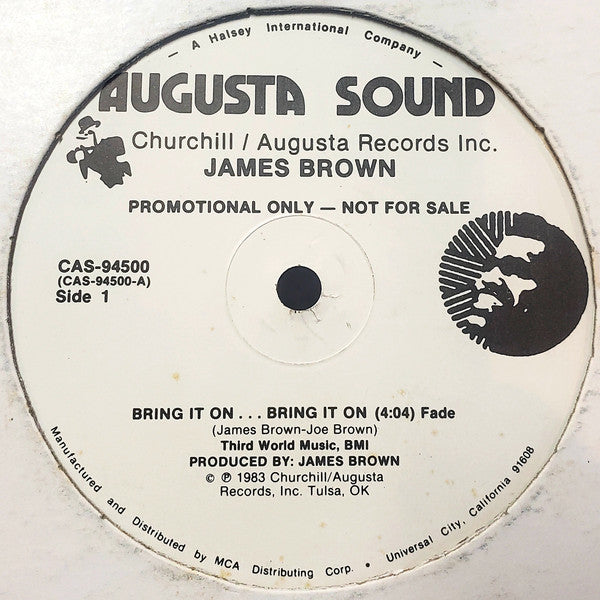 — A Halsey International Company —
AUGUSTA SOUND
Churchill / Augusta Records Inc.
JAMES BROWN
PROMOTIONAL ONLY — NOT FOR SALE
CAS-94500
(CAS-94500-A)
Side 1
BRING IT ON . . . BRING IT ON (4:04) Fade
(James Brown-Joe Brown)
Third World Music, BMI
PRODUCED BY: JAMES BROWN
© ℗ 1983 Churchill/Augusta
Records, Inc. Tulsa, OK
Manufactured and Distributed by MCA Distributing Corp. • Universal City, California 91608